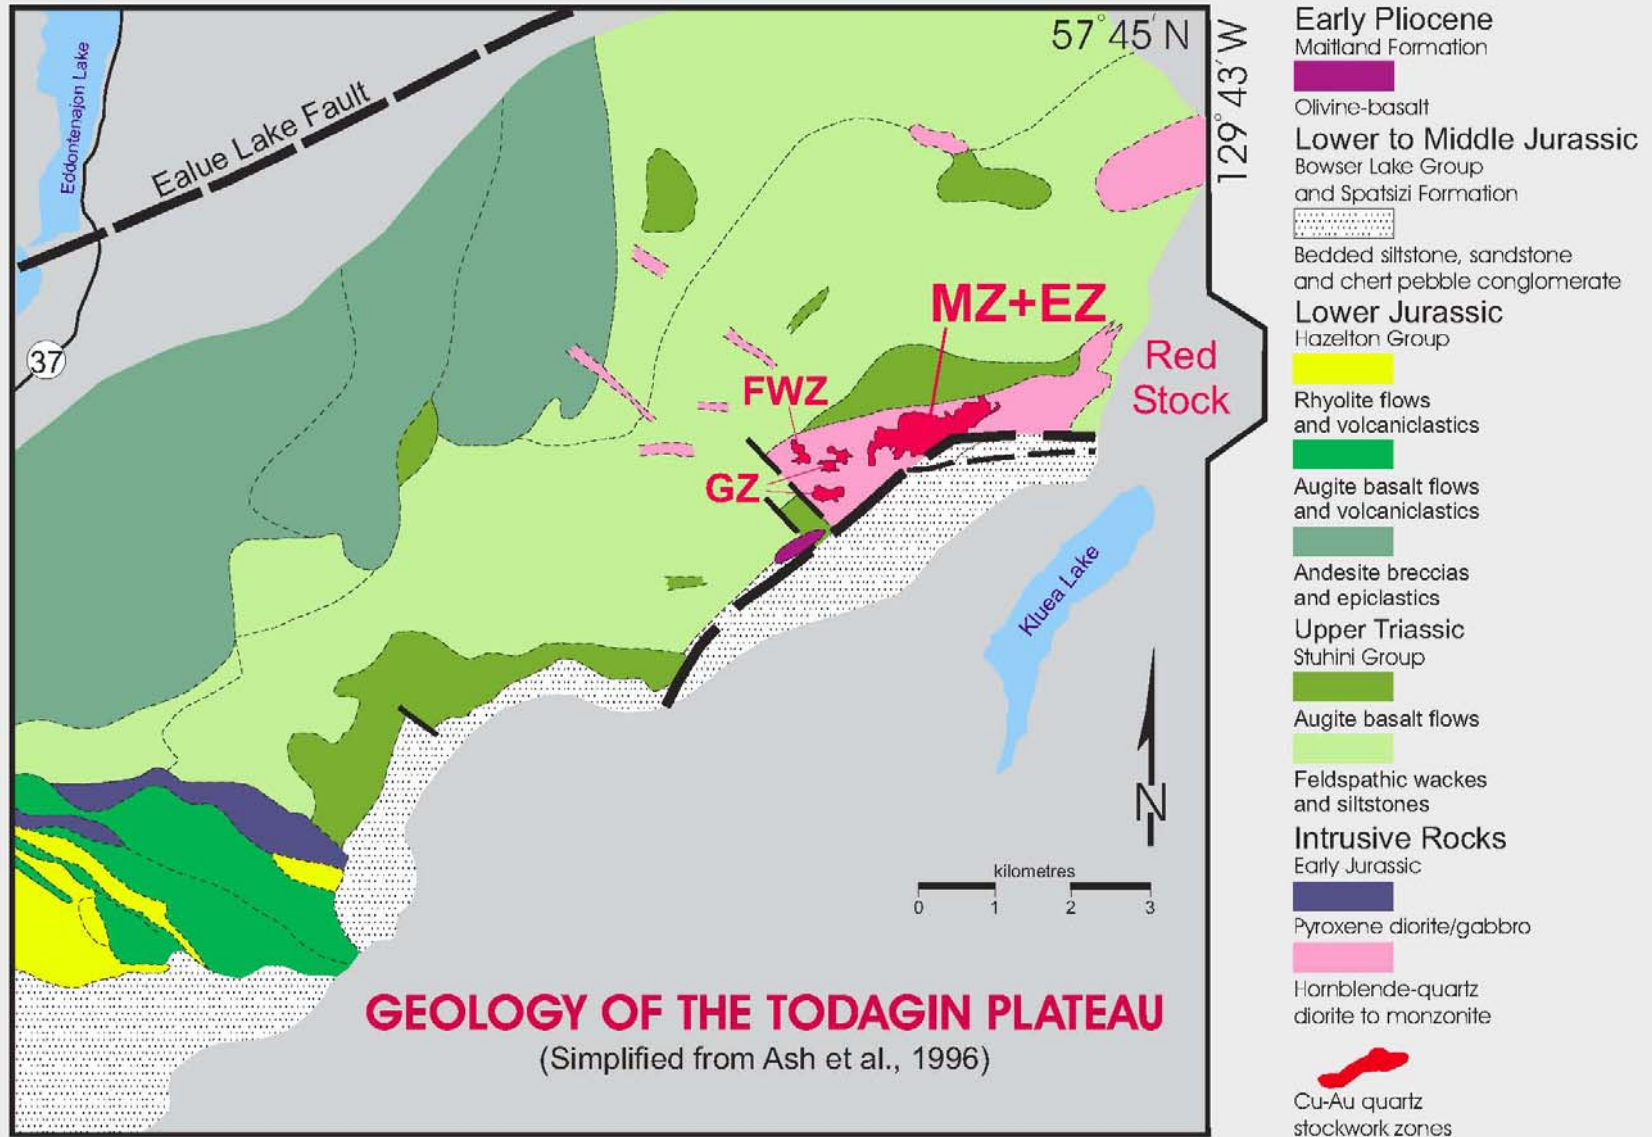 57°45′N
129°43′W
Eddontenajon Lake
Ealue Lake Fault
37
MZ+EZ
Red
Stock
FWZ
GZ
Kluea Lake
N
kilometres
0 1 2 3
GEOLOGY OF THE TODAGIN PLATEAU
(Simplified from Ash et al., 1996)
Early Pliocene
Maitland Formation
Olivine-basalt
Lower to Middle Jurassic
Bowser Lake Group
and Spatsizi Formation
Bedded siltstone, sandstone
and chert pebble conglomerate
Lower Jurassic
Hazelton Group
Rhyolite flows
and volcaniclastics
Augite basalt flows
and volcaniclastics
Andesite breccias
and epiclastics
Upper Triassic
Stuhini Group
Augite basalt flows
Feldspathic wackes
and siltstones
Intrusive Rocks
Early Jurassic
Pyroxene diorite/gabbro
Hornblende-quartz
diorite to monzonite
Cu-Au quartz
stockwork zones